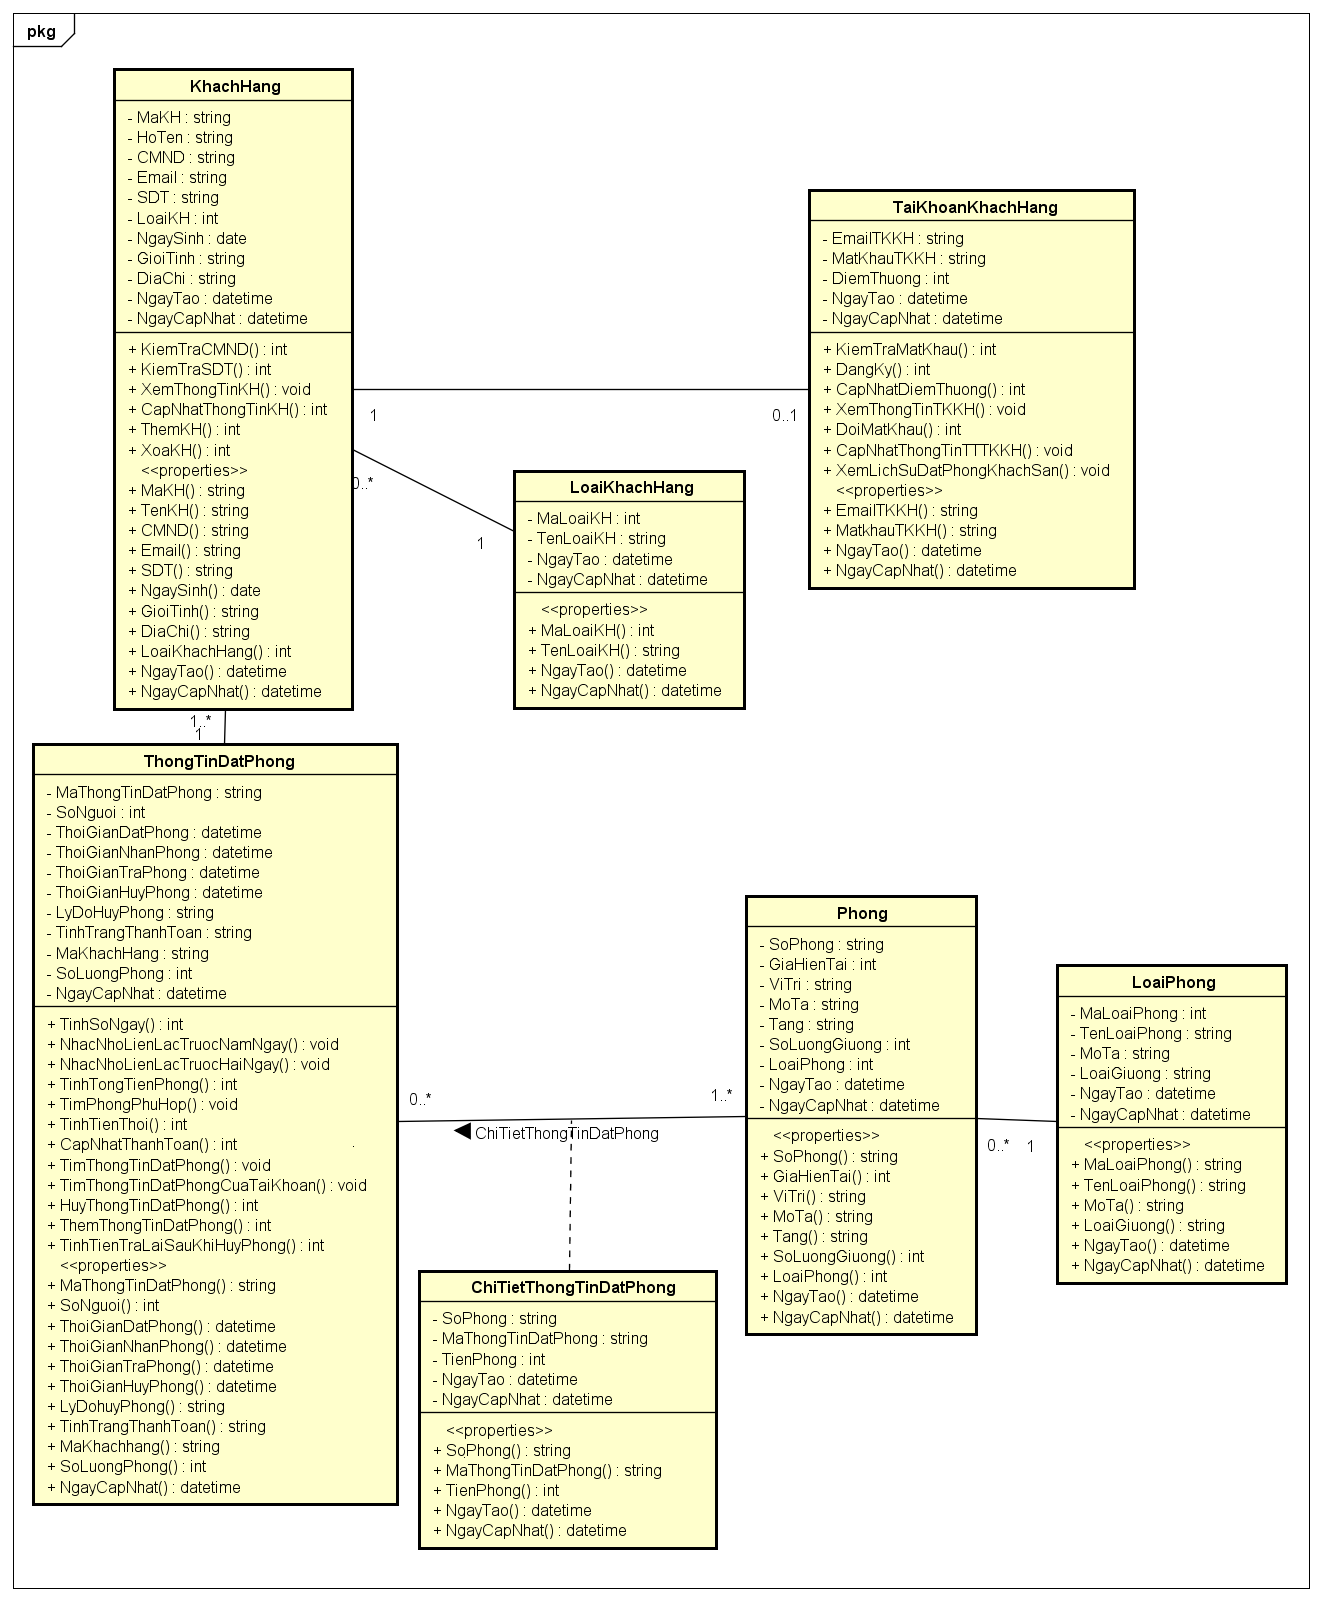 pkg
KhachHang
- MaKH : string
- HoTen : string
- CMND : string
- Email : string
- SDT : string
- LoaiKH : int
- NgaySinh : date
- GioiTinh : string
- DiaChi : string
- NgayTao : datetime
- NgayCapNhat : datetime
+ KiemTraCMND() : int
+ KiemTraSDT() : int
+ XemThongTinKH() : void
+ CapNhatThongTinKH() : int
+ ThemKH() : int
+ XoaKH() : int
<<properties>>
+ MaKH() : string
+ TenKH() : string
+ CMND() : string
+ Email() : string
+ SDT() : string
+ NgaySinh() : date
+ GioiTinh() : string
+ DiaChi() : string
+ LoaiKhachHang() : int
+ NgayTao() : datetime
+ NgayCapNhat() : datetime
1
0..1
TaiKhoanKhachHang
- EmailTKKH : string
- MatKhauTKKH : string
- DiemThuong : int
- NgayTao : datetime
- NgayCapNhat : datetime
+ KiemTraMatKhau() : int
+ DangKy() : int
+ CapNhatDiemThuong() : int
+ XemThongTinTKKH() : void
+ DoiMatKhau() : int
+ CapNhatThongTinTTTKKH() : void
+ XemLichSuDatPhongKhachSan() : void
<<properties>>
+ EmailTKKH() : string
+ MatkhauTKKH() : string
+ NgayTao() : datetime
+ NgayCapNhat() : datetime
0..*
1
LoaiKhachHang
- MaLoaiKH : int
- TenLoaiKH : string
- NgayTao : datetime
- NgayCapNhat : datetime
<<properties>>
+ MaLoaiKH() : int
+ TenLoaiKH() : string
+ NgayTao() : datetime
+ NgayCapNhat() : datetime
1..*
1
ThongTinDatPhong
- MaThongTinDatPhong : string
- SoNguoi : int
- ThoiGianDatPhong : datetime
- ThoiGianNhanPhong : datetime
- ThoiGianTraPhong : datetime
- ThoiGianHuyPhong : datetime
- LyDoHuyPhong : string
- TinhTrangThanhToan : string
- MaKhachHang : string
- SoLuongPhong : int
- NgayCapNhat : datetime
+ TinhSoNgay() : int
+ NhacNhoLienLacTruocNamNgay() : void
+ NhacNhoLienLacTruocHaiNgay() : void
+ TinhTongTienPhong() : int
+ TimPhongPhuHop() : void
+ TinhTienThoi() : int
+ CapNhatThanhToan() : int
+ TimThongTinDatPhong() : void
+ TimThongTinDatPhongCuaTaiKhoan() : void
+ HuyThongTinDatPhong() : int
+ ThemThongTinDatPhong() : int
+ TinhTienTraLaiSauKhiHuyPhong() : int
<<properties>>
+ MaThongTinDatPhong() : string
+ SoNguoi() : int
+ ThoiGianDatPhong() : datetime
+ ThoiGianNhanPhong() : datetime
+ ThoiGianTraPhong() : datetime
+ ThoiGianHuyPhong() : datetime
+ LyDohuyPhong() : string
+ TinhTrangThanhToan() : string
+ MaKhachhang() : string
+ SoLuongPhong() : int
+ NgayCapNhat() : datetime
0..*
1..*
ChiTietThongTinDatPhong
Phong
- SoPhong : string
- GiaHienTai : int
- ViTri : string
- MoTa : string
- Tang : string
- SoLuongGiuong : int
- LoaiPhong : int
- NgayTao : datetime
- NgayCapNhat : datetime
<<properties>>
+ SoPhong() : string
+ GiaHienTai() : int
+ ViTri() : string
+ MoTa() : string
+ Tang() : string
+ SoLuongGiuong() : int
+ LoaiPhong() : int
+ NgayTao() : datetime
+ NgayCapNhat() : datetime
0..*
1
LoaiPhong
- MaLoaiPhong : int
- TenLoaiPhong : string
- MoTa : string
- LoaiGiuong : string
- NgayTao : datetime
- NgayCapNhat : datetime
<<properties>>
+ MaLoaiPhong() : string
+ TenLoaiPhong() : string
+ MoTa() : string
+ LoaiGiuong() : string
+ NgayTao() : datetime
+ NgayCapNhat() : datetime
ChiTietThongTinDatPhong
- SoPhong : string
- MaThongTinDatPhong : string
- TienPhong : int
- NgayTao : datetime
- NgayCapNhat : datetime
<<properties>>
+ SoPhong() : string
+ MaThongTinDatPhong() : string
+ TienPhong() : int
+ NgayTao() : datetime
+ NgayCapNhat() : datetime